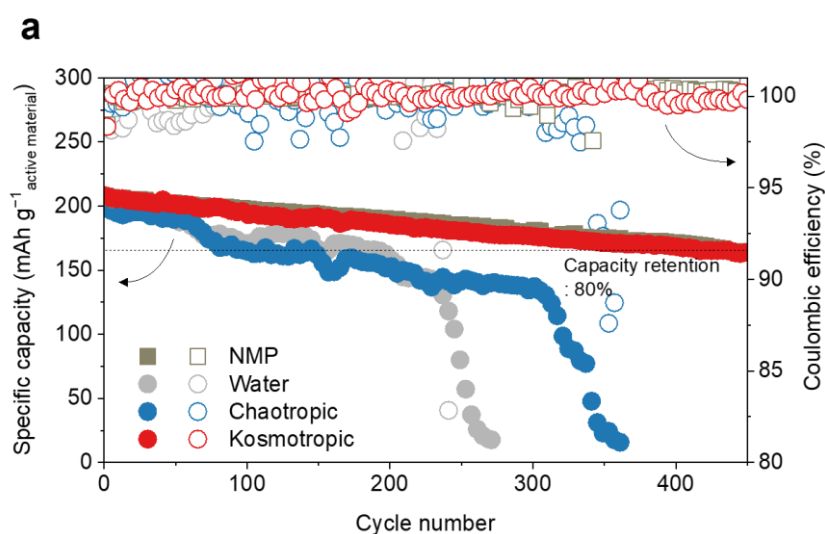 a
300
250
200
150
100
50
0
Specific capacity (mAh g⁻¹ active material)
100
95
90
85
80
Coulombic efficiency (%)
Capacity retention
: 80%
NMP
Water
Chaotropic
Kosmotropic
0 100 200 300 400
Cycle number